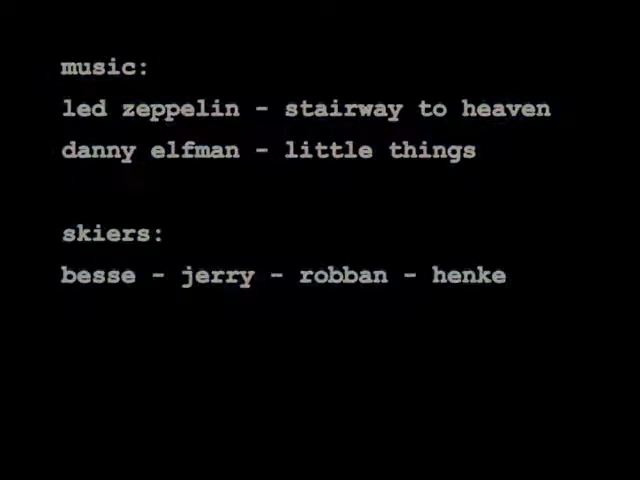 music:
led zeppelin - stairway to heaven
danny elfman - little things
skiers:
besse - jerry - robban - henke